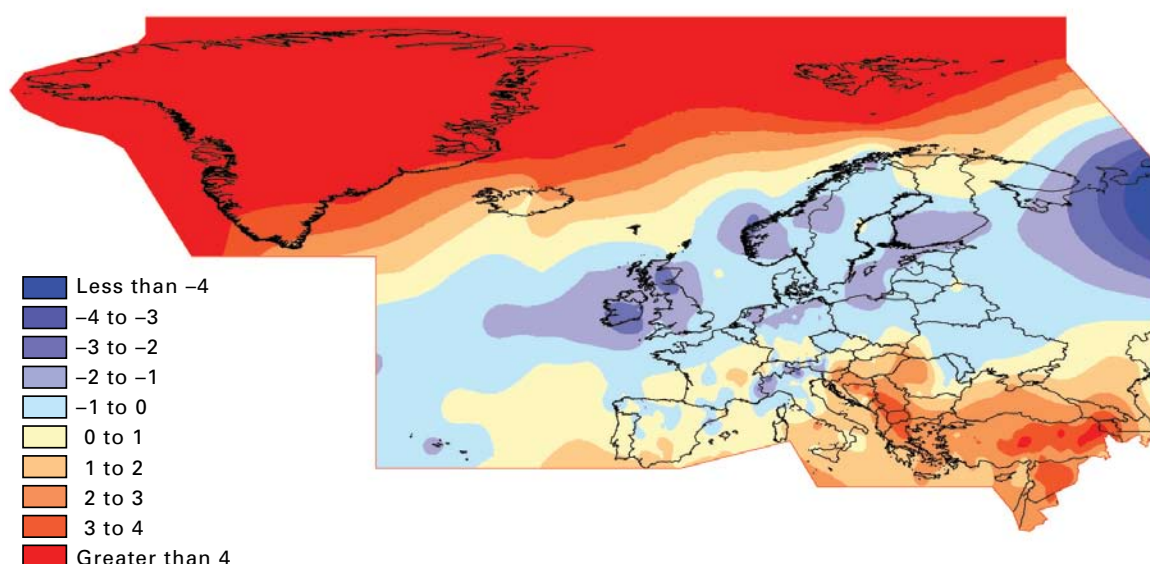 Less than –4
–4 to –3
–3 to –2
–2 to –1
–1 to 0
0 to 1
1 to 2
2 to 3
3 to 4
Greater than 4